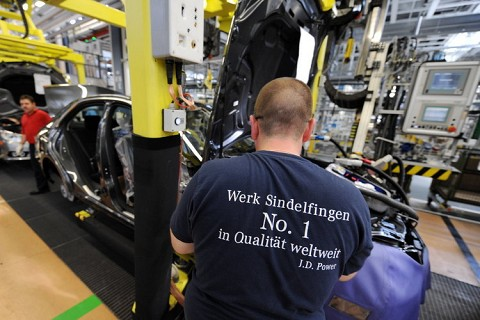 Werk Sindelfingen
No. 1
in Qualität weltweit
J.D. Power